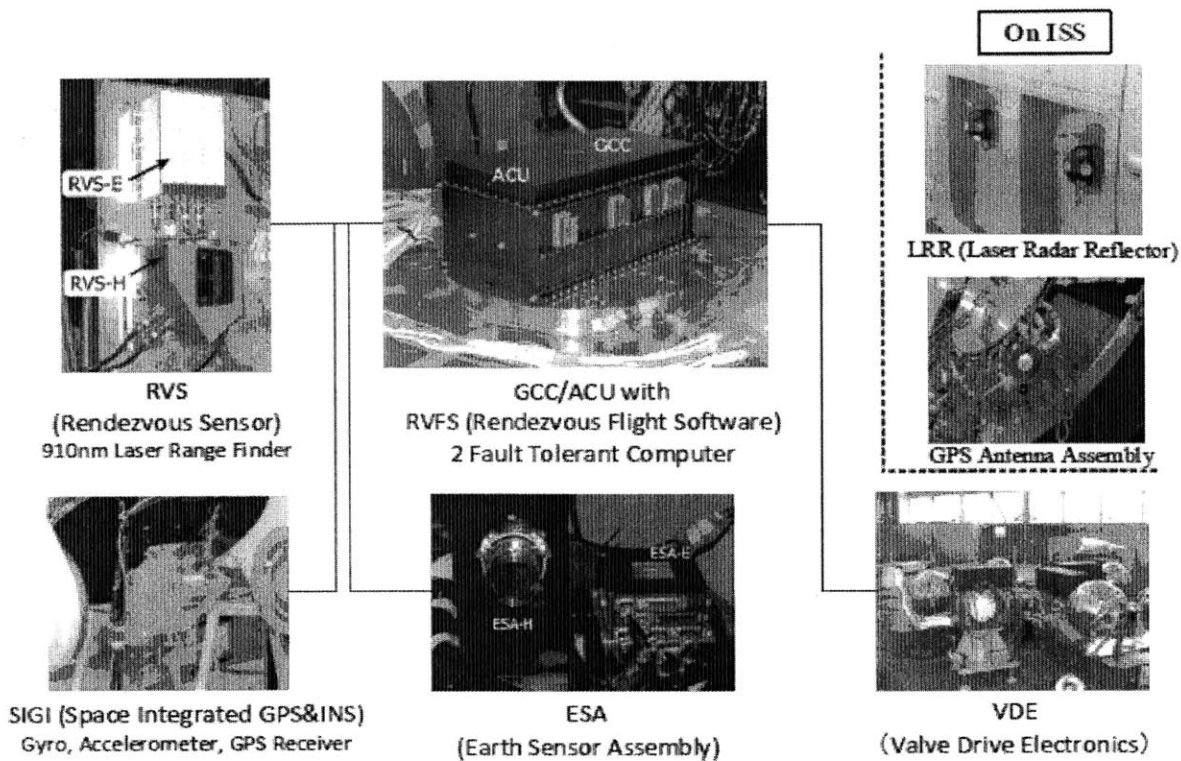 On ISS
RVS-E
RVS-H
GCC
ACU
LRR (Laser Radar Reflector)
GPS Antenna Assembly
RVS
(Rendezvous Sensor)
910nm Laser Range Finder
GCC/ACU with
RVFS (Rendezvous Flight Software)
2 Fault Tolerant Computer
ESA-H
ESA-E
SIGI (Space Integrated GPS&INS)
Gyro, Accelerometer, GPS Receiver
ESA
(Earth Sensor Assembly)
VDE
(Valve Drive Electronics)